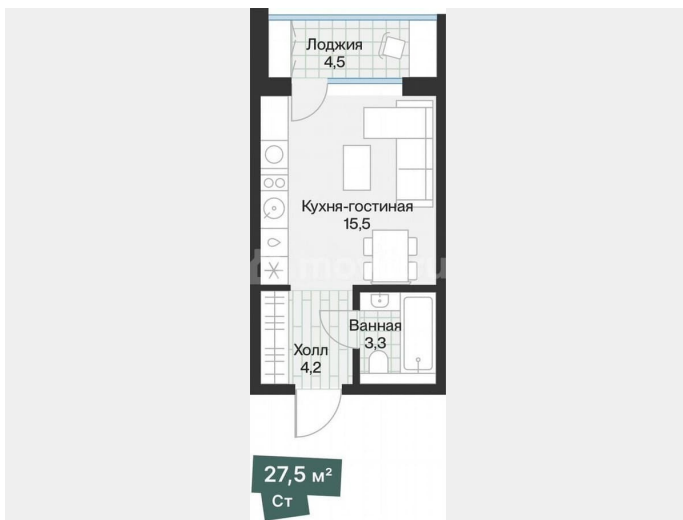 Лоджия
4,5
Кухня-гостиная
15,5
Ванная
3,3
Холл
4,2
27,5 м²
Ст